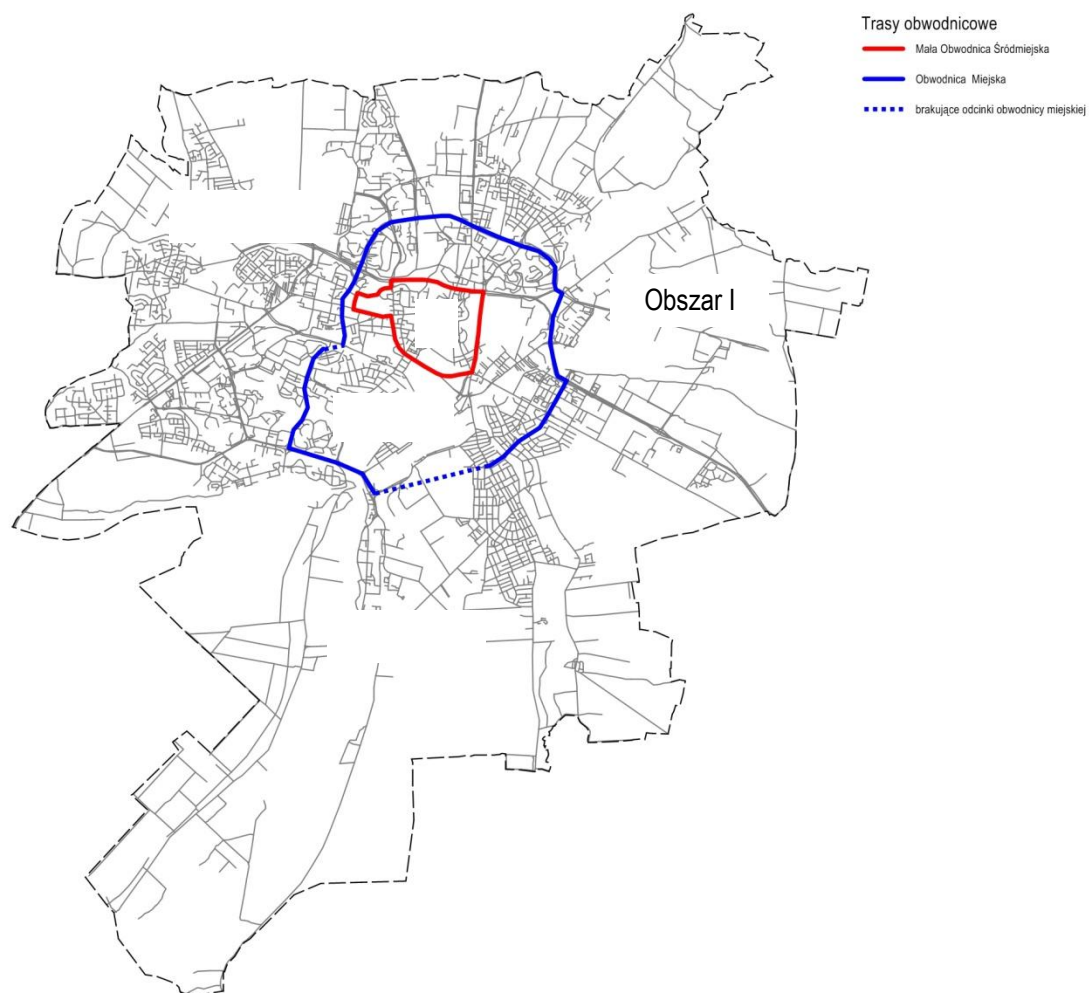 Trasy obwodnicowe
Mała Obwodnica Śródmiejska
Obwodnica Miejska
brakujące odcinki obwodnicy miejskiej
Obszar I